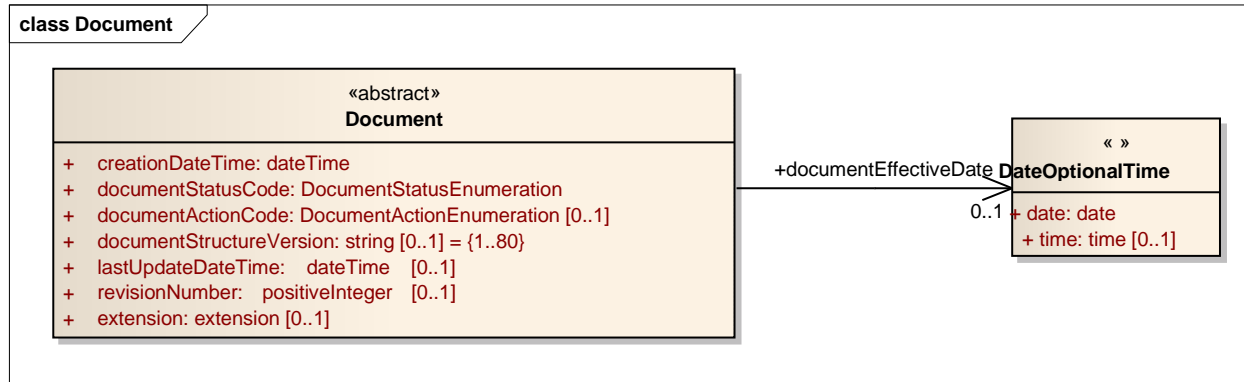 class Document
«abstract»
Document
+ creationDateTime: dateTime
+ documentStatusCode: DocumentStatusEnumeration
+ documentActionCode: DocumentActionEnumeration [0..1]
+ documentStructureVersion: string [0..1] = {1..80}
+ lastUpdateDateTime: dateTime [0..1]
+ revisionNumber: positiveInteger [0..1]
+ extension: extension [0..1]
+documentEffectiveDate
0..1
« »
DateOptionalTime
+ date: date
+ time: time [0..1]